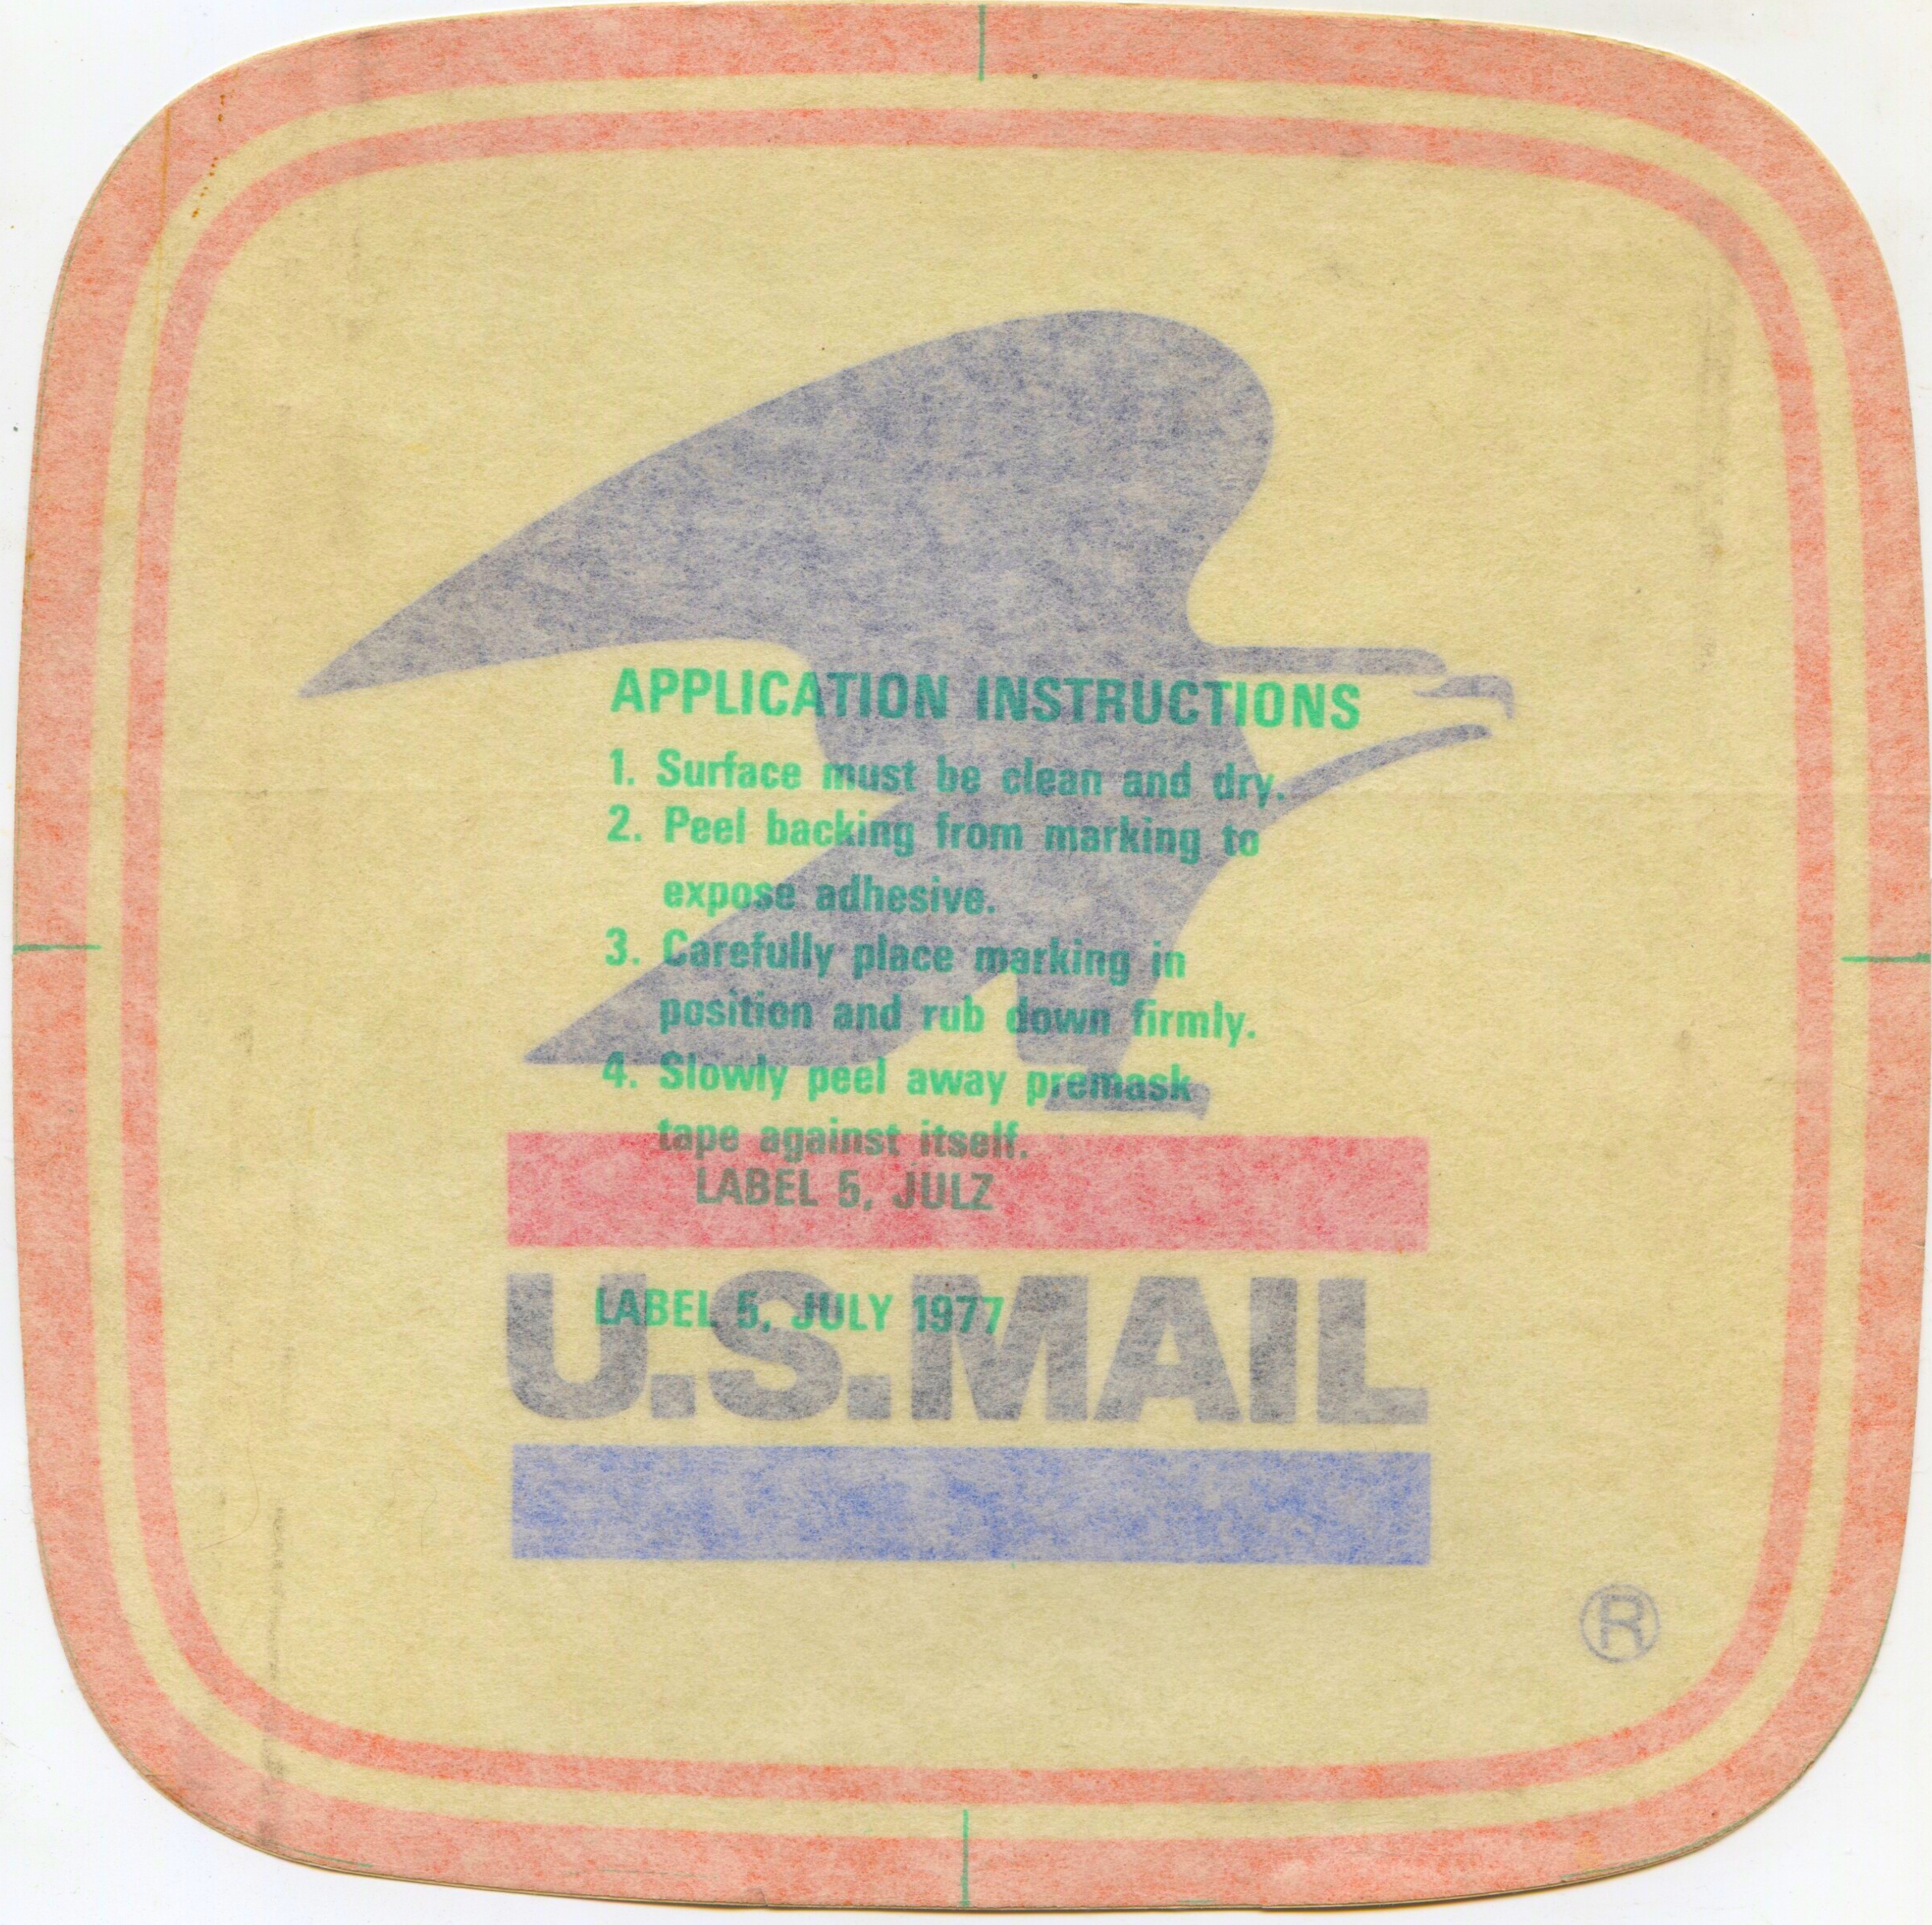 APPLICATION INSTRUCTIONS
1. Surface must be clean and dry.
2. Peel backing from marking to
expose adhesive.
3. Carefully place marking in
position and rub down firmly.
4. Slowly peel away premask
tape against itself.
LABEL 5, JULZ
LABEL 5, JULY 1977
U.S.MAIL
®